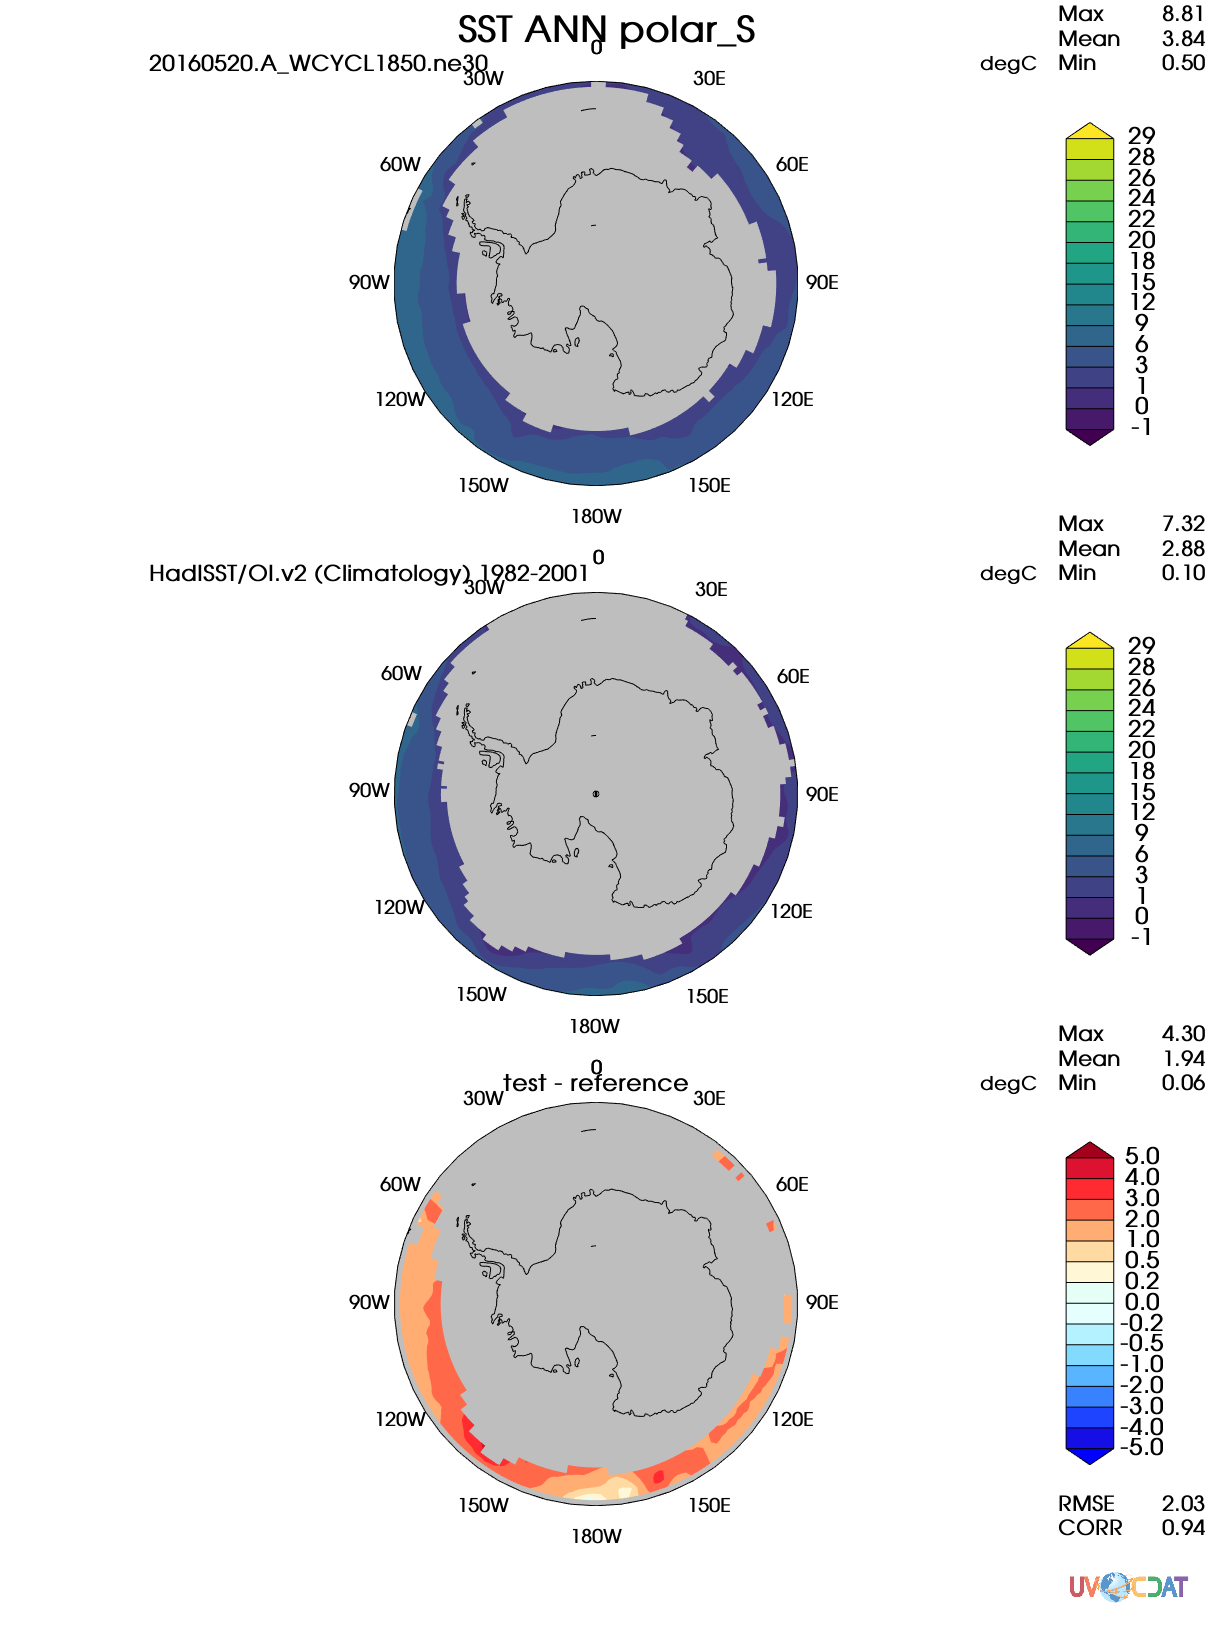 SST ANN polar_S
20160520.A_WCYCL1850.ne30
degC
Max 8.81
Mean 3.84
Min 0.50
0
30W
30E
60W
60E
90W
90E
120W
120E
150W
150E
180W
29
28
26
24
22
20
18
15
12
9
6
3
1
0
-1
HadISST/OI.v2 (Climatology) 1982-2001
degC
Max 7.32
Mean 2.88
Min 0.10
0
30W
30E
60W
60E
90W
90E
120W
120E
150W
150E
180W
29
28
26
24
22
20
18
15
12
9
6
3
1
0
-1
test - reference
degC
Max 4.30
Mean 1.94
Min 0.06
0
30W
30E
60W
60E
90W
90E
120W
120E
150W
150E
180W
5.0
4.0
3.0
2.0
1.0
0.5
0.2
0.0
-0.2
-0.5
-1.0
-2.0
-3.0
-4.0
-5.0
RMSE 2.03
CORR 0.94
UV CDAT